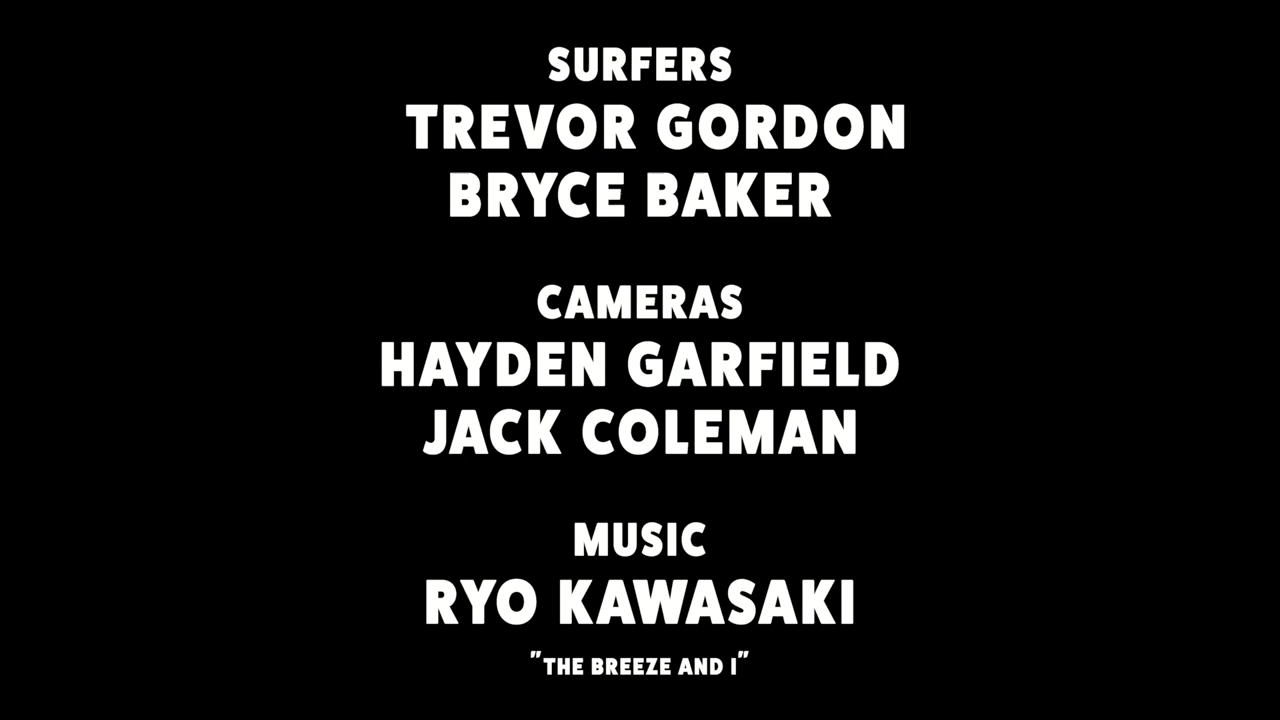 SURFERS
TREVOR GORDON
BRYCE BAKER
CAMERAS
HAYDEN GARFIELD
JACK COLEMAN
MUSIC
RYO KAWASAKI
"THE BREEZE AND I"